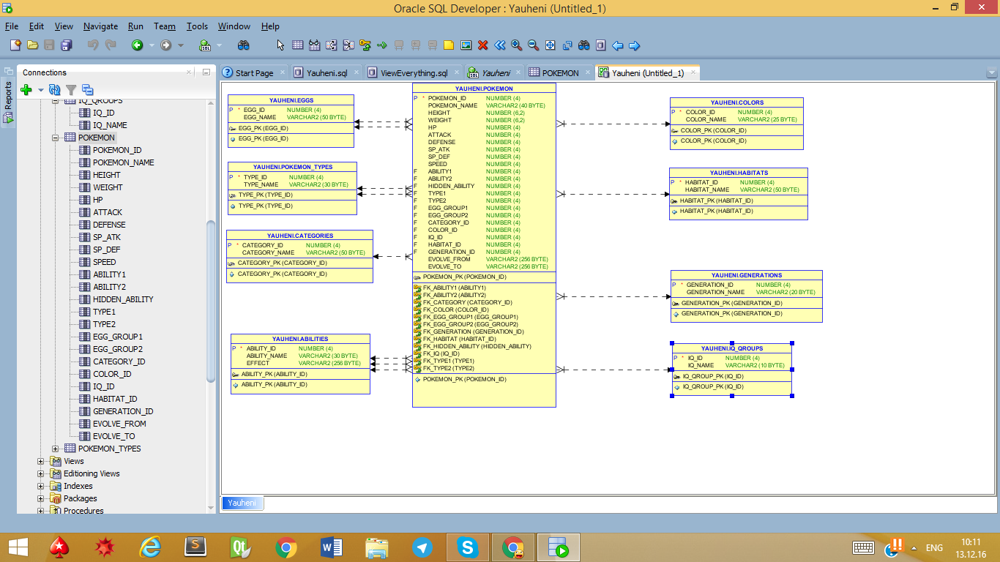 Oracle SQL Developer : Yauheni (Untitled_1)
File Edit View Navigate Run Team Tools Window Help
Reports
Connections
IQ_QROUPS
IQ_ID
IQ_NAME
POKEMON
POKEMON_ID
POKEMON_NAME
HEIGHT
WEIGHT
HP
ATTACK
DEFENSE
SP_ATK
SP_DEF
SPEED
ABILITY1
ABILITY2
HIDDEN_ABILITY
TYPE1
TYPE2
EGG_GROUP1
EGG_GROUP2
CATEGORY_ID
COLOR_ID
IQ_ID
HABITAT_ID
GENERATION_ID
EVOLVE_FROM
EVOLVE_TO
POKEMON_TYPES
Views
Editioning Views
Indexes
Packages
Procedures
Start Page Yauheni.sql ViewEverything.sql Yauheni POKEMON Yauheni (Untitled_1)
YAUHENI.EGGS
P * EGG_ID NUMBER (4)
EGG_NAME VARCHAR2 (50 BYTE)
EGG_PK (EGG_ID)
EGG_PK (EGG_ID)
YAUHENI.POKEMON_TYPES
P * TYPE_ID NUMBER (4)
TYPE_NAME VARCHAR2 (30 BYTE)
TYPE_PK (TYPE_ID)
TYPE_PK (TYPE_ID)
YAUHENI.CATEGORIES
P * CATEGORY_ID NUMBER (4)
CATEGORY_NAME VARCHAR2 (50 BYTE)
CATEGORY_PK (CATEGORY_ID)
CATEGORY_PK (CATEGORY_ID)
YAUHENI.ABILITIES
P * ABILITY_ID NUMBER (4)
ABILITY_NAME VARCHAR2 (30 BYTE)
EFFECT VARCHAR2 (256 BYTE)
ABILITY_PK (ABILITY_ID)
ABILITY_PK (ABILITY_ID)
YAUHENI.POKEMON
P * POKEMON_ID NUMBER (4)
POKEMON_NAME VARCHAR2 (40 BYTE)
HEIGHT NUMBER (6,2)
WEIGHT NUMBER (6,2)
HP NUMBER (4)
ATTACK NUMBER (4)
DEFENSE NUMBER (4)
SP_ATK NUMBER (4)
SP_DEF NUMBER (4)
SPEED NUMBER (4)
F ABILITY1 NUMBER (4)
F ABILITY2 NUMBER (4)
F HIDDEN_ABILITY NUMBER (4)
F TYPE1 NUMBER (4)
F TYPE2 NUMBER (4)
F EGG_GROUP1 NUMBER (4)
F EGG_GROUP2 NUMBER (4)
F CATEGORY_ID NUMBER (4)
F COLOR_ID NUMBER (4)
F IQ_ID NUMBER (4)
F HABITAT_ID NUMBER (4)
F GENERATION_ID NUMBER (4)
EVOLVE_FROM VARCHAR2 (256 BYTE)
EVOLVE_TO VARCHAR2 (256 BYTE)
POKEMON_PK (POKEMON_ID)
FK_ABILITY1 (ABILITY1)
FK_ABILITY2 (ABILITY2)
FK_CATEGORY (CATEGORY_ID)
FK_COLOR (COLOR_ID)
FK_EGG_GROUP1 (EGG_GROUP1)
FK_EGG_GROUP2 (EGG_GROUP2)
FK_GENERATION (GENERATION_ID)
FK_HABITAT (HABITAT_ID)
FK_HIDDEN_ABILITY (HIDDEN_ABILITY)
FK_IQ (IQ_ID)
FK_TYPE1 (TYPE1)
FK_TYPE2 (TYPE2)
POKEMON_PK (POKEMON_ID)
YAUHENI.COLORS
P * COLOR_ID NUMBER (4)
COLOR_NAME VARCHAR2 (25 BYTE)
COLOR_PK (COLOR_ID)
COLOR_PK (COLOR_ID)
YAUHENI.HABITATS
P * HABITAT_ID NUMBER (4)
HABITAT_NAME VARCHAR2 (50 BYTE)
HABITAT_PK (HABITAT_ID)
HABITAT_PK (HABITAT_ID)
YAUHENI.GENERATIONS
P * GENERATION_ID NUMBER (4)
GENERATION_NAME VARCHAR2 (20 BYTE)
GENERATION_PK (GENERATION_ID)
GENERATION_PK (GENERATION_ID)
YAUHENI.IQ_QROUPS
P * IQ_ID NUMBER (4)
IQ_NAME VARCHAR2 (10 BYTE)
IQ_QROUP_PK (IQ_ID)
IQ_QROUP_PK (IQ_ID)
Yauheni
ENG
10:11
13.12.16